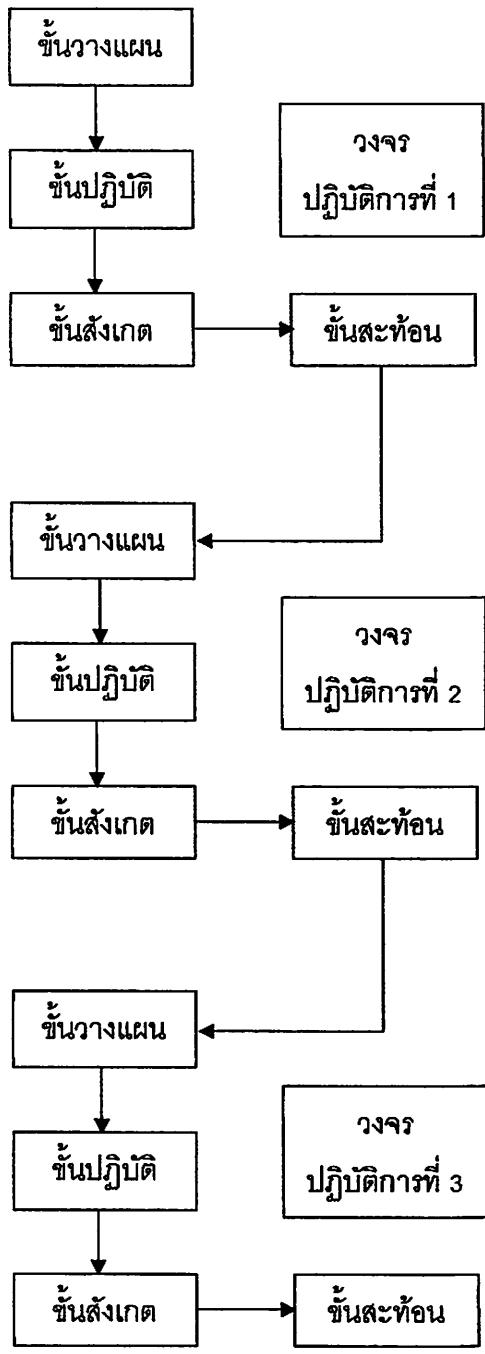 ขั้นวางแผน
วงจร
ปฏิบัติการที่ 1
ขั้นปฏิบัติ
ขั้นสังเกต
ขั้นสะท้อน
ขั้นวางแผน
วงจร
ปฏิบัติการที่ 2
ขั้นปฏิบัติ
ขั้นสังเกต
ขั้นสะท้อน
ขั้นวางแผน
วงจร
ปฏิบัติการที่ 3
ขั้นปฏิบัติ
ขั้นสังเกต
ขั้นสะท้อน